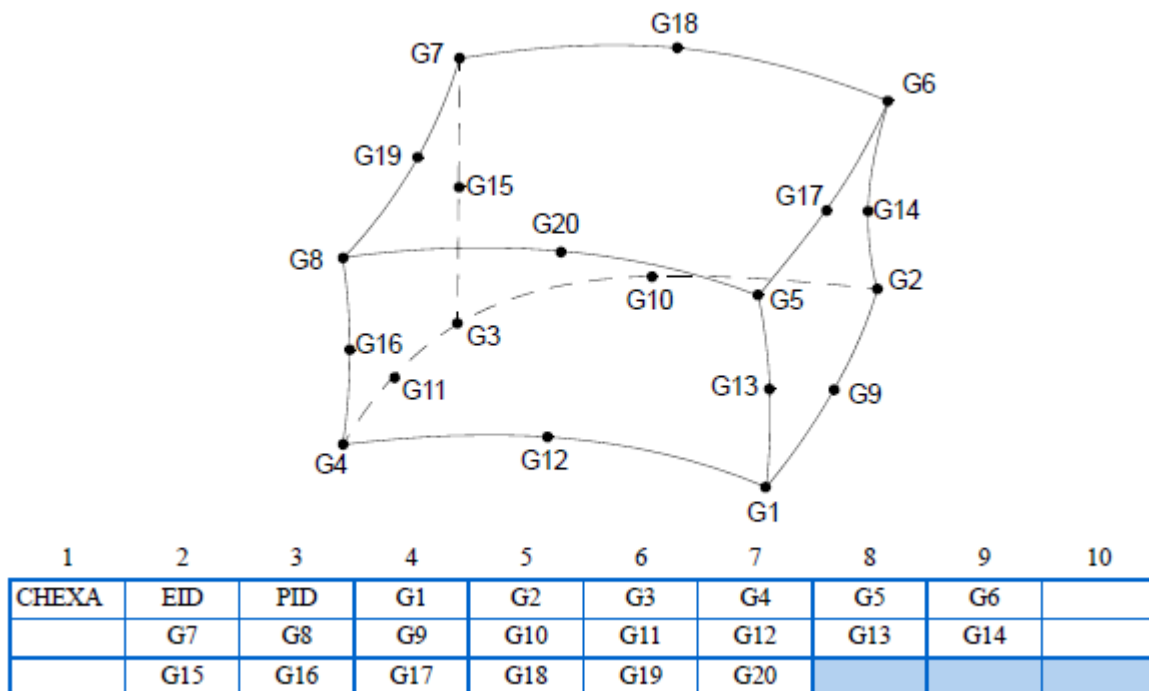 G18
G7
G6
G19
G15
G17
G14
G20
G8
G10
G5
G2
G3
G16
G11
G13
G9
G4
G12
G1
1 2 3 4 5 6 7 8 9 10
CHEXA EID PID G1 G2 G3 G4 G5 G6
G7 G8 G9 G10 G11 G12 G13 G14
G15 G16 G17 G18 G19 G20